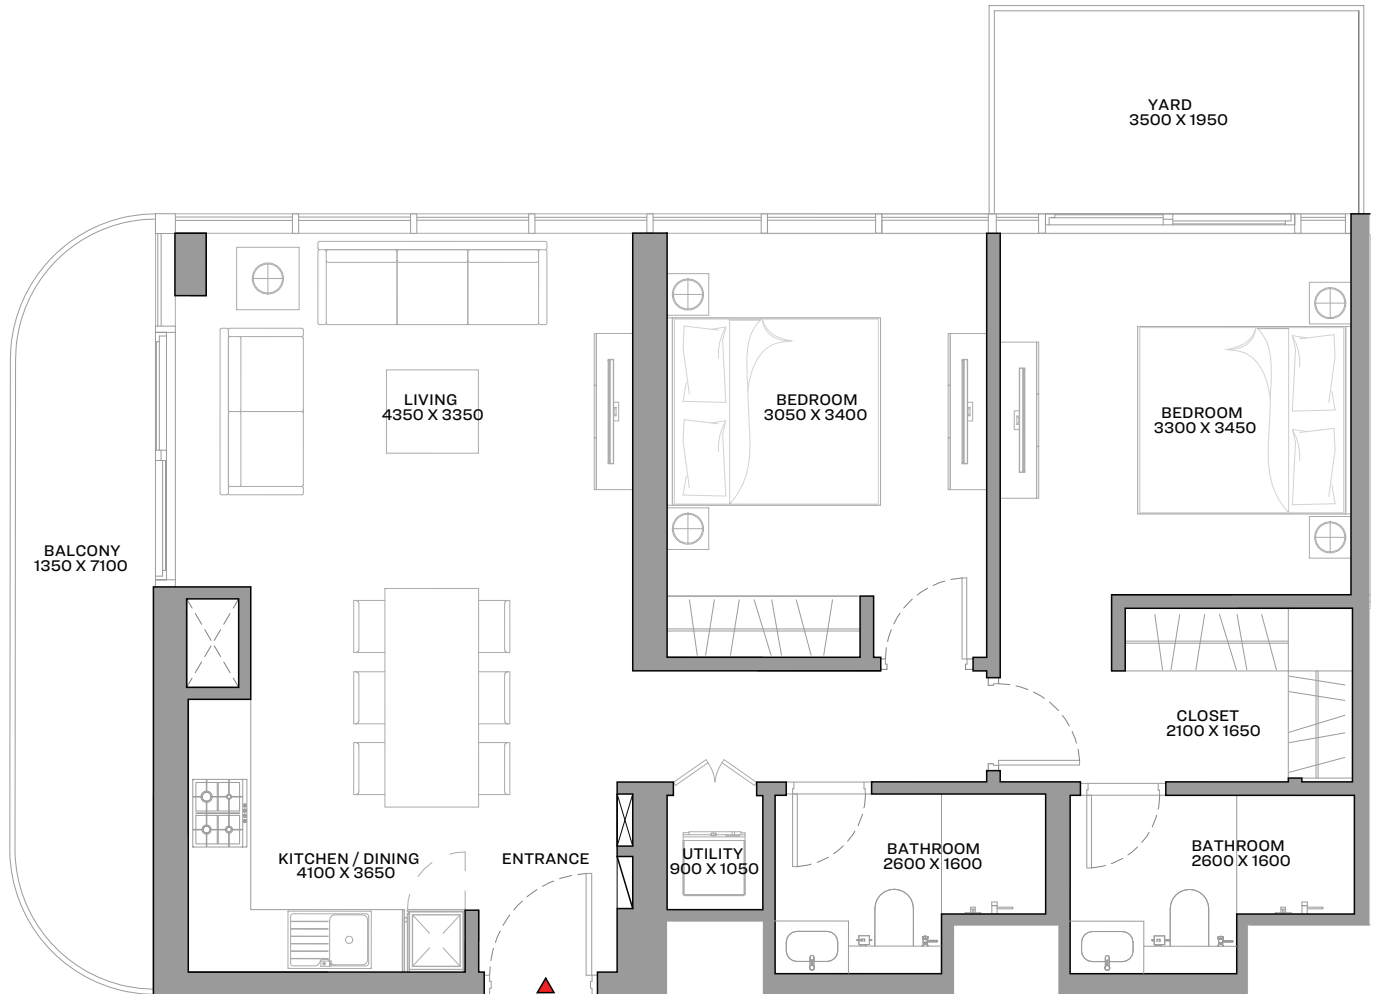 YARD
3500 X 1950
LIVING
4350 X 3350
BEDROOM
3050 X 3400
BEDROOM
3300 X 3450
BALCONY
1350 X 7100
CLOSET
2100 X 1650
KITCHEN / DINING
4100 X 3650
ENTRANCE
UTILITY
900 X 1050
BATHROOM
2600 X 1600
BATHROOM
2600 X 1600